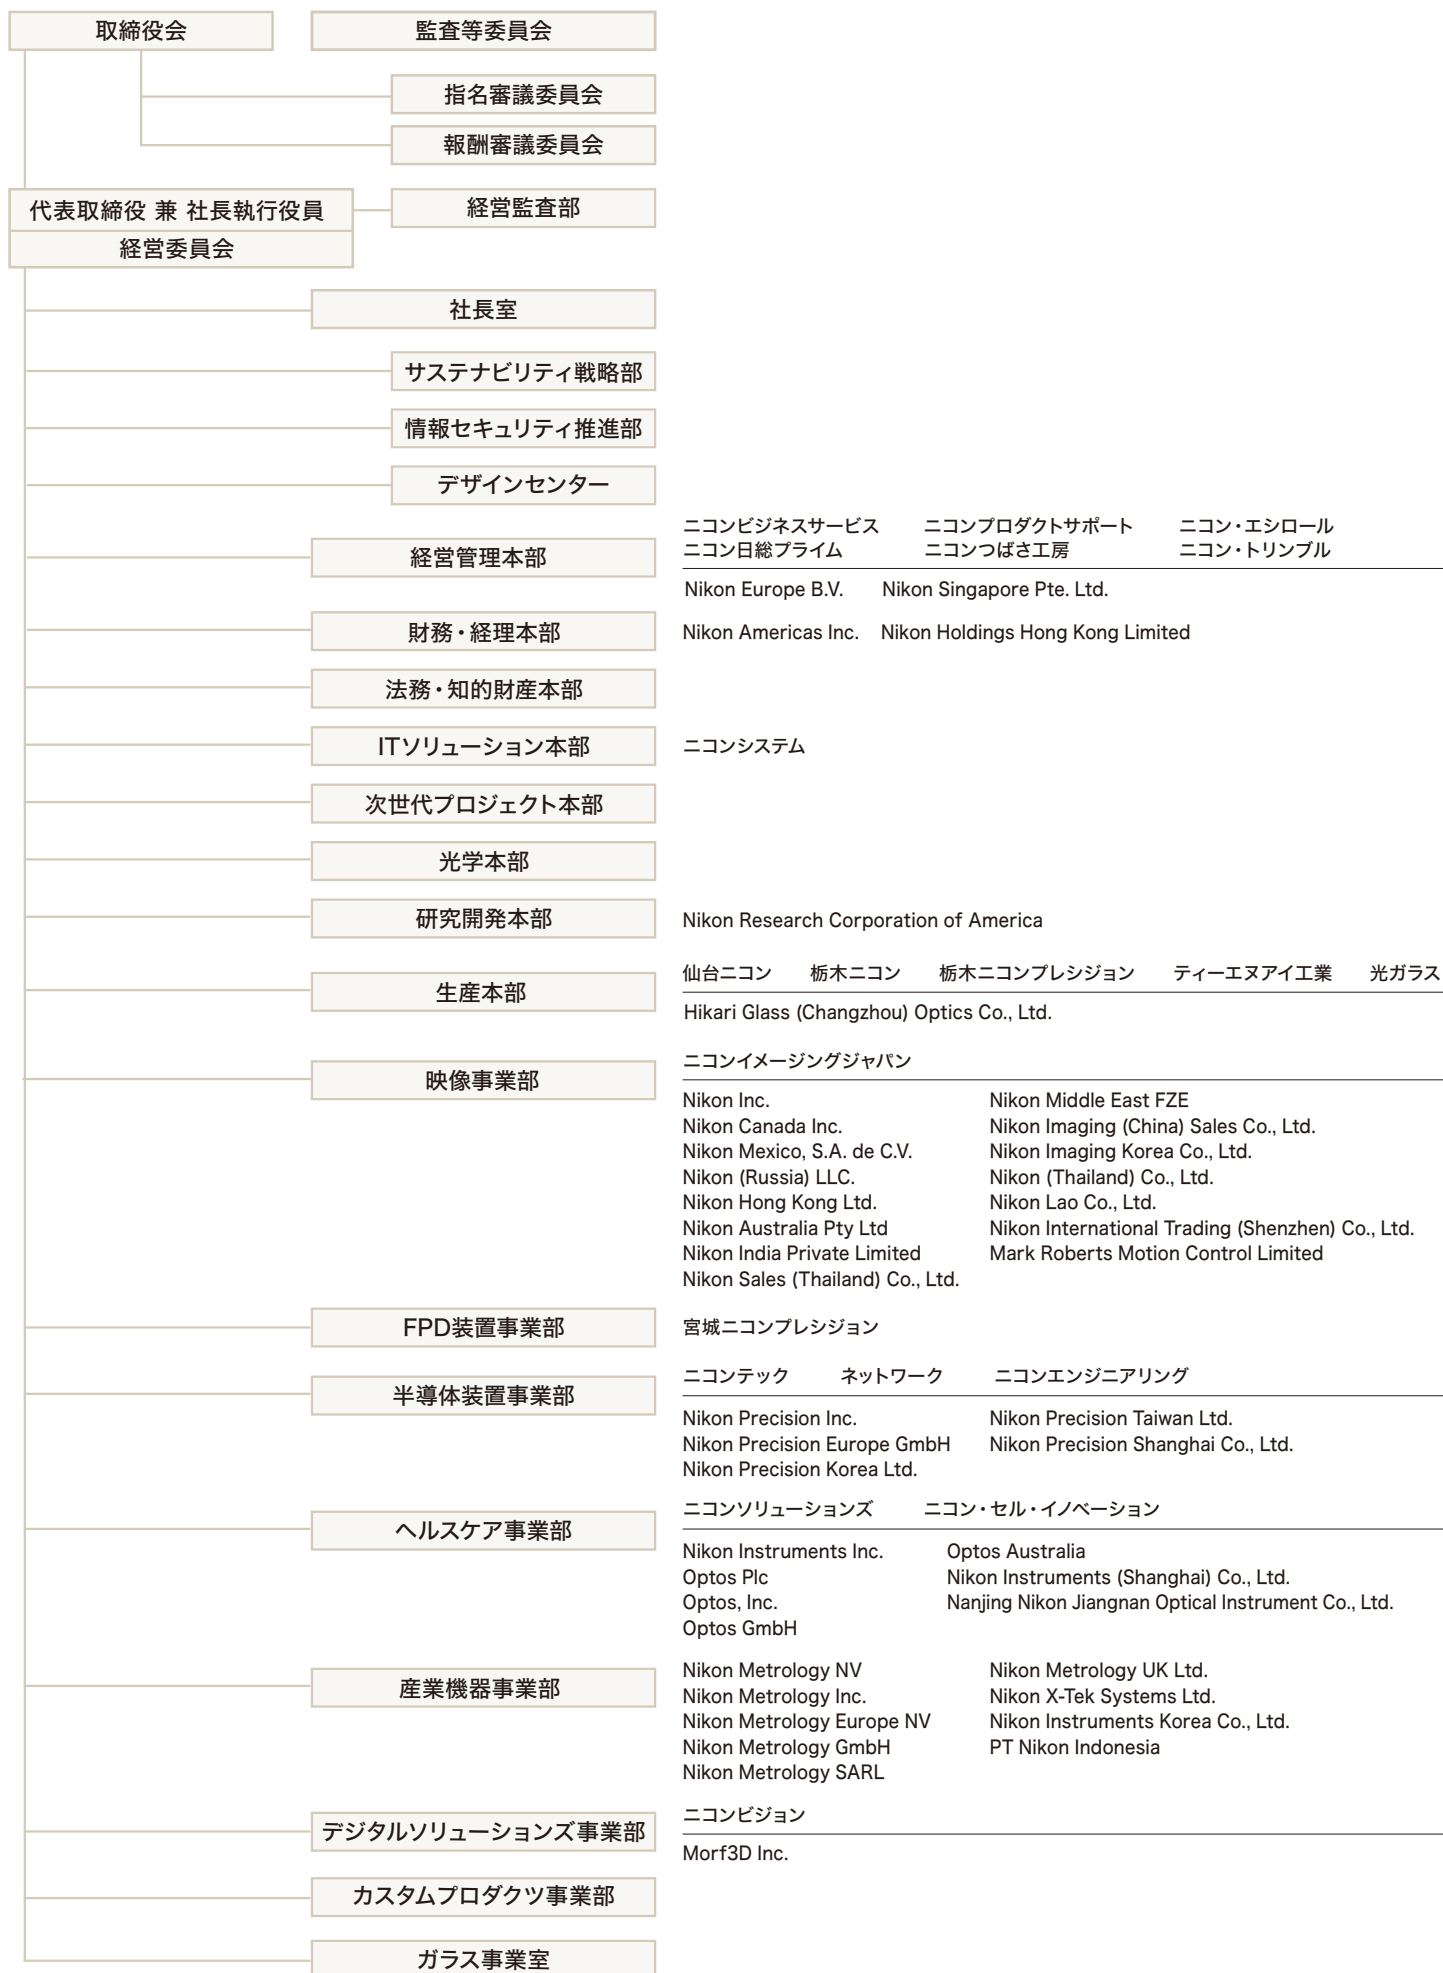 取締役会
監査等委員会
指名審議委員会
報酬審議委員会
代表取締役 兼 社長執行役員
経営監査部
経営委員会
社長室
サステナビリティ戦略部
情報セキュリティ推進部
デザインセンター
経営管理本部
ニコンビジネスサービス ニコンプロダクトサポート ニコン・エシロール
ニコン日総プライム ニコンつばさ工房 ニコン・トリンブル
Nikon Europe B.V. Nikon Singapore Pte. Ltd.
財務・経理本部
Nikon Americas Inc. Nikon Holdings Hong Kong Limited
法務・知的財産本部
ITソリューション本部
ニコンシステム
次世代プロジェクト本部
光学本部
研究開発本部
Nikon Research Corporation of America
生産本部
仙台ニコン 栃木ニコン 栃木ニコンプレシジョン ティーエヌアイ工業 光ガラス
Hikari Glass (Changzhou) Optics Co., Ltd.
映像事業部
ニコンイメージングジャパン
Nikon Inc. Nikon Middle East FZE
Nikon Canada Inc. Nikon Imaging (China) Sales Co., Ltd.
Nikon Mexico, S.A. de C.V. Nikon Imaging Korea Co., Ltd.
Nikon (Russia) LLC. Nikon (Thailand) Co., Ltd.
Nikon Hong Kong Ltd. Nikon Lao Co., Ltd.
Nikon Australia Pty Ltd Nikon International Trading (Shenzhen) Co., Ltd.
Nikon India Private Limited Mark Roberts Motion Control Limited
Nikon Sales (Thailand) Co., Ltd.
FPD装置事業部
宮城ニコンプレシジョン
半導体装置事業部
ニコンテック ネットワーク ニコンエンジニアリング
Nikon Precision Inc. Nikon Precision Taiwan Ltd.
Nikon Precision Europe GmbH Nikon Precision Shanghai Co., Ltd.
Nikon Precision Korea Ltd.
ヘルスケア事業部
ニコンソリューションズ ニコン・セル・イノベーション
Nikon Instruments Inc. Optos Australia
Optos Plc Nikon Instruments (Shanghai) Co., Ltd.
Optos, Inc. Nanjing Nikon Jiangnan Optical Instrument Co., Ltd.
Optos GmbH
産業機器事業部
Nikon Metrology NV Nikon Metrology UK Ltd.
Nikon Metrology Inc. Nikon X-Tek Systems Ltd.
Nikon Metrology Europe NV Nikon Instruments Korea Co., Ltd.
Nikon Metrology GmbH PT Nikon Indonesia
Nikon Metrology SARL
デジタルソリューションズ事業部
ニコンビジョン
Morf3D Inc.
カスタムプロダクツ事業部
ガラス事業室